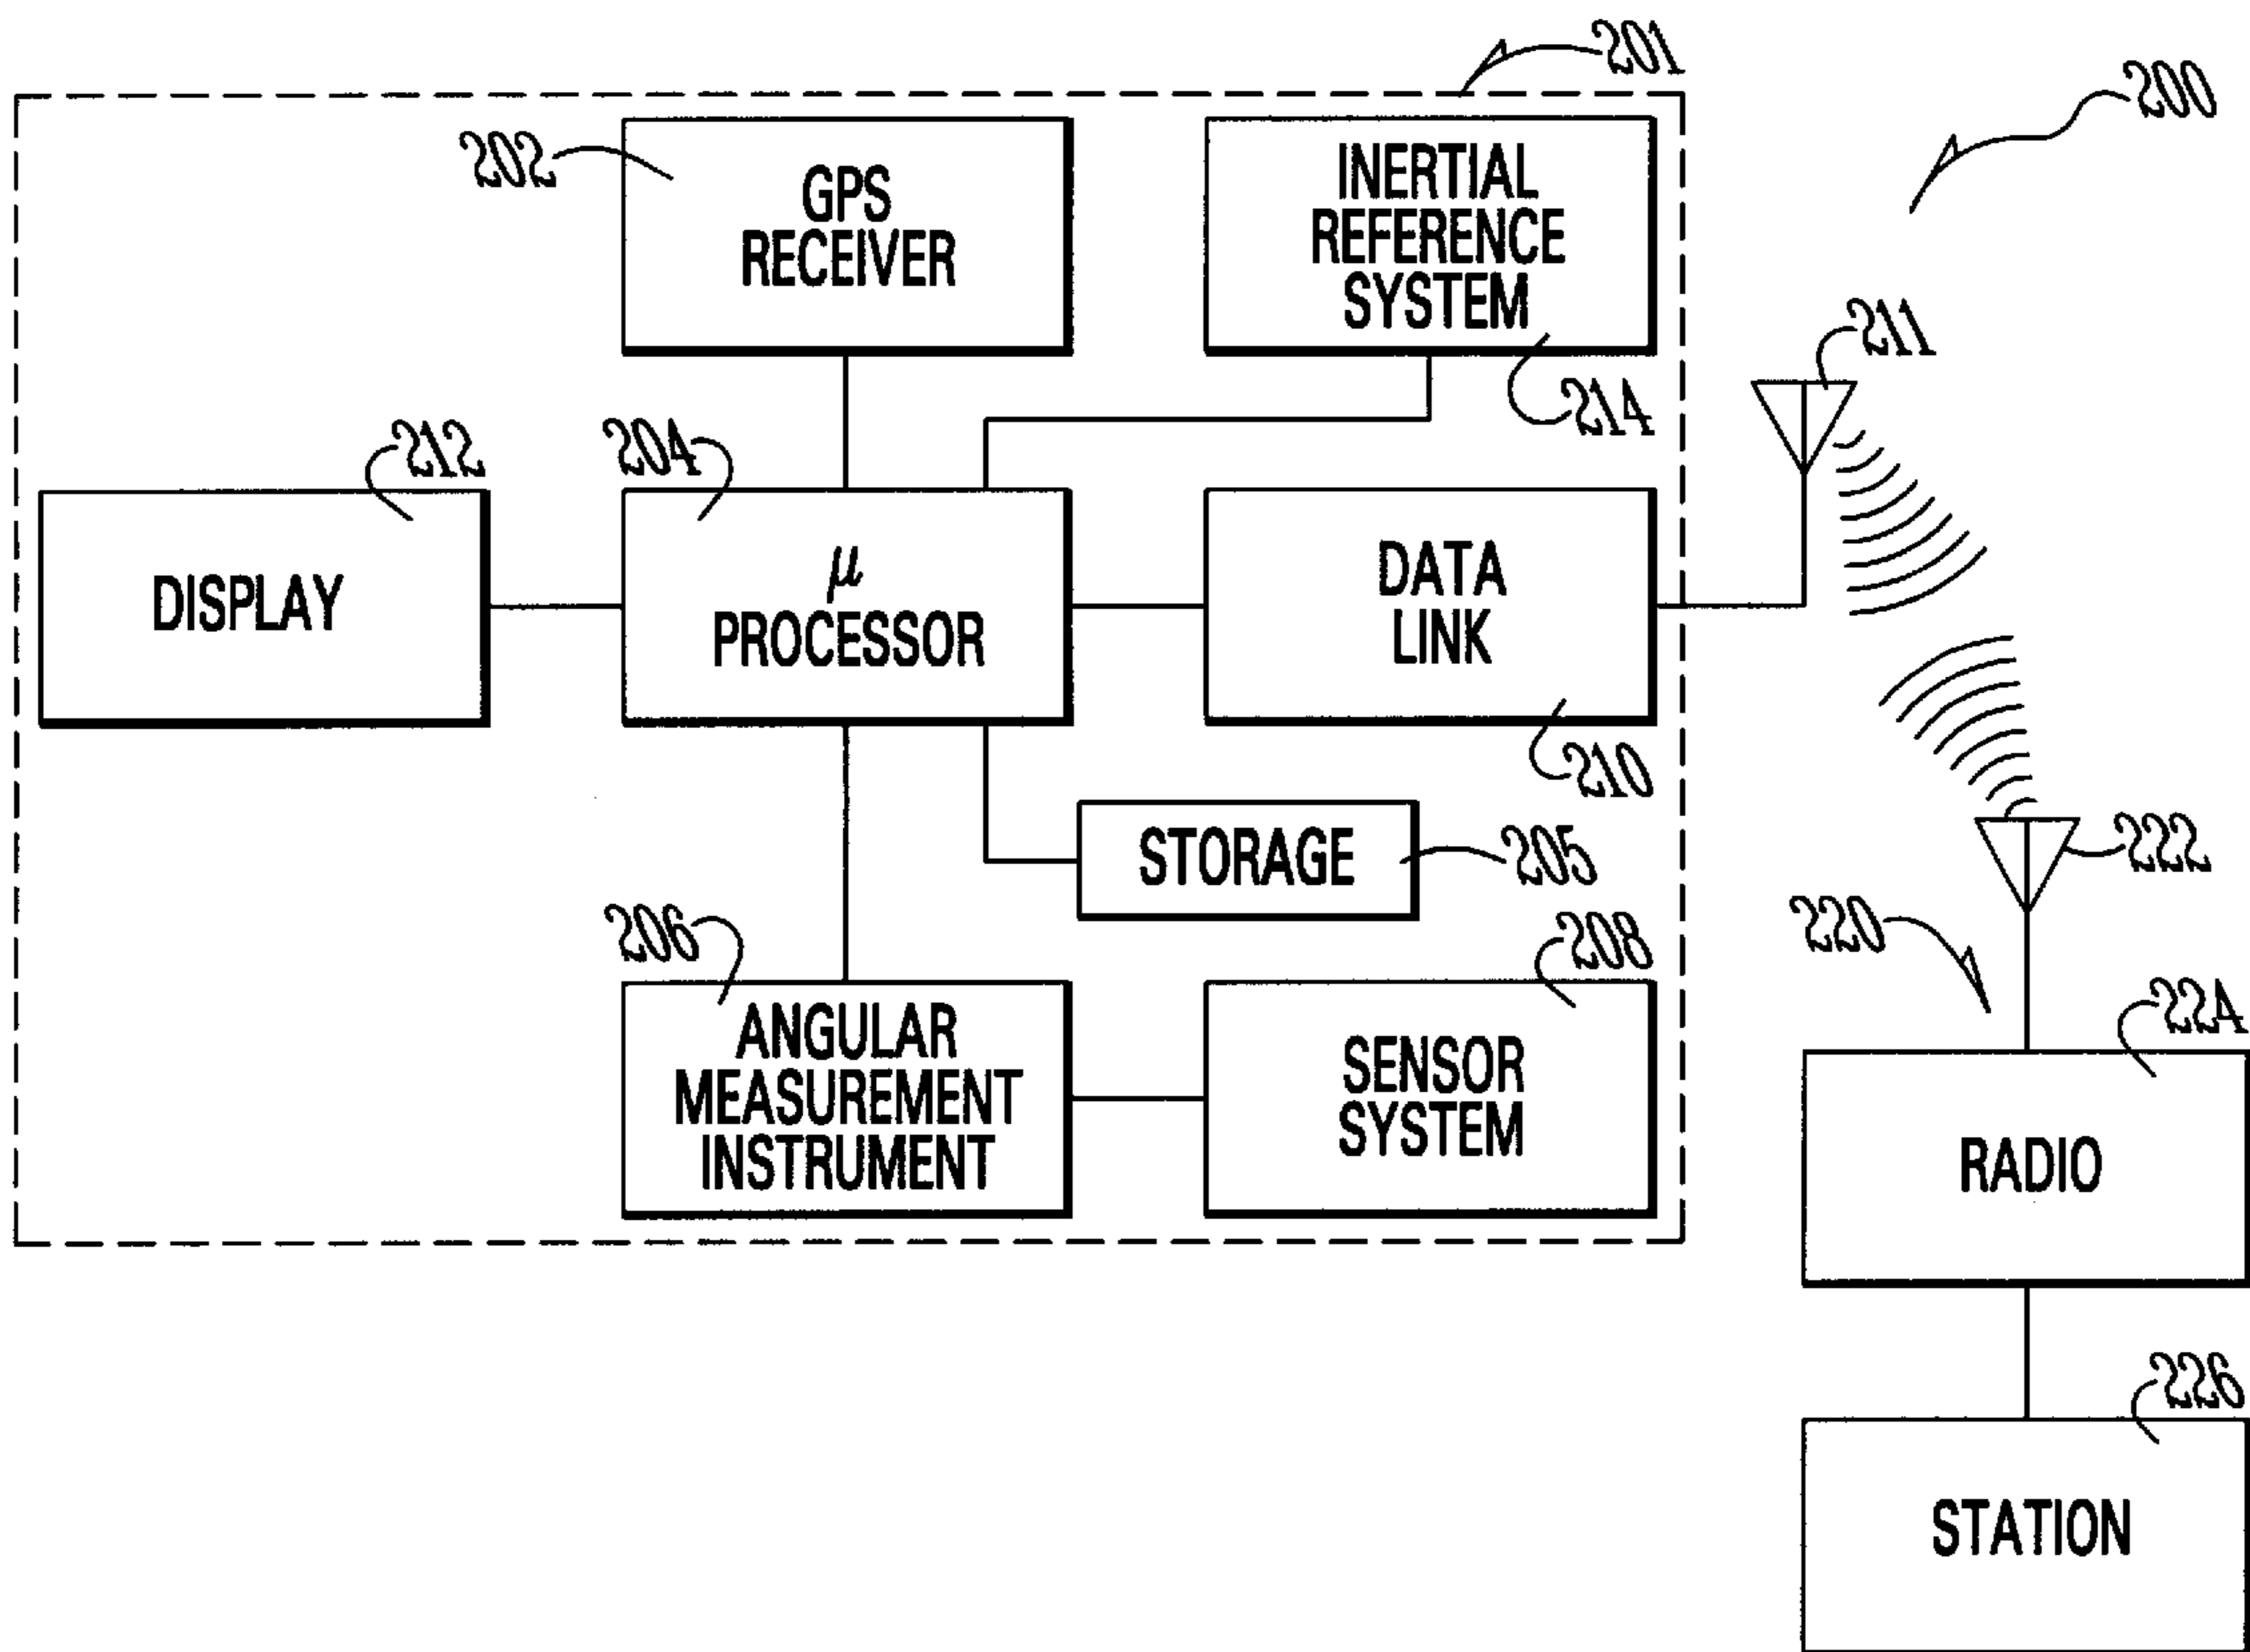 201
200
202
GPS
RECEIVER
INERTIAL
REFERENCE
SYSTEM
211
214
212
204
DISPLAY
μ
PROCESSOR
DATA
LINK
210
STORAGE
205
222
206
208
220
ANGULAR
MEASUREMENT
INSTRUMENT
SENSOR
SYSTEM
224
RADIO
226
STATION